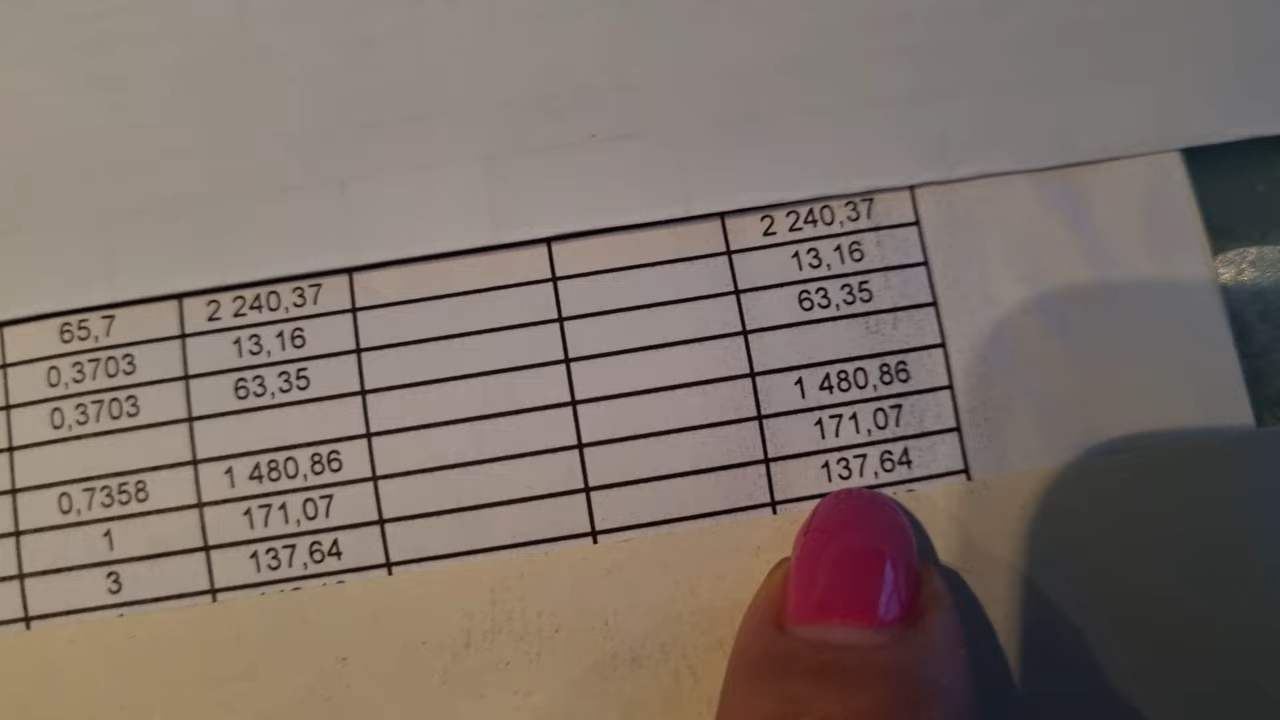 65,7 2 240,37 2 240,37
0,3703 13,16 13,16
0,3703 63,35 63,35
0,7358 1 480,86 1 480,86
1 171,07 171,07
3 137,64 137,64